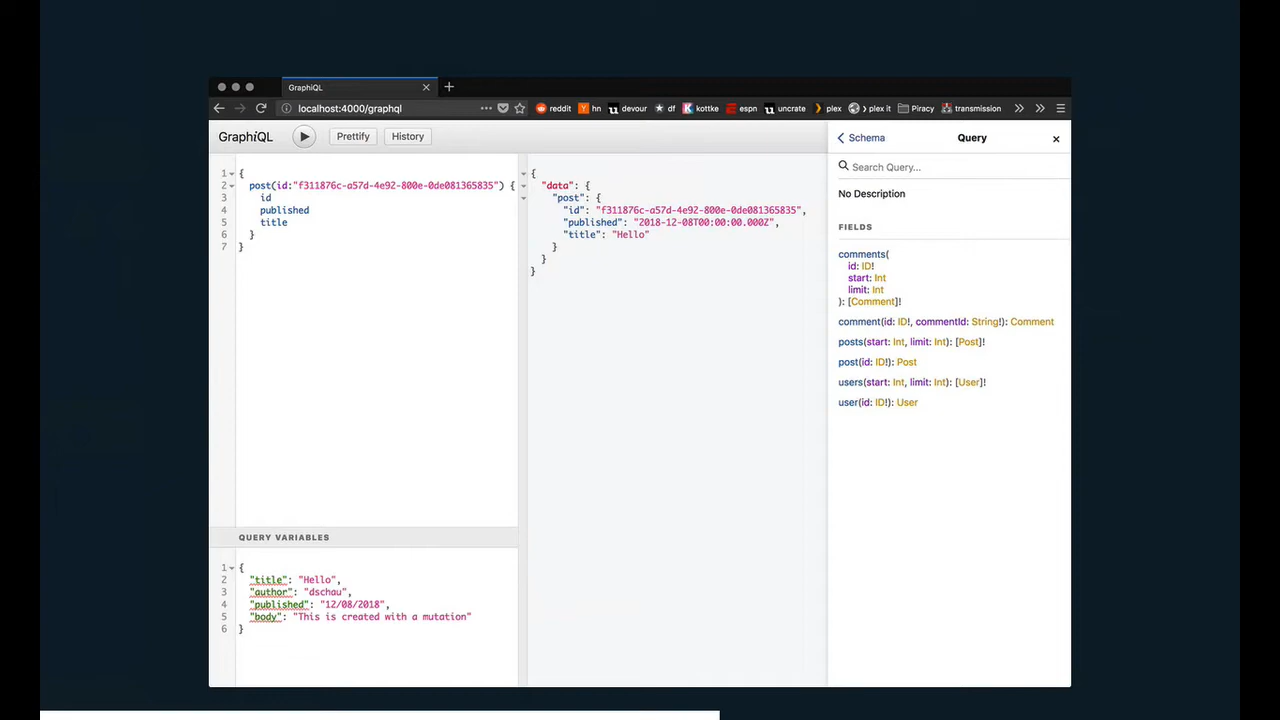 GraphiQL
localhost:4000/graphql
reddit
hn
devour
df
kottke
espn
uncrate
plex
> plex it
Piracy
transmission
GraphiQL
Prettify
History
1 {
2 post(id:"f311876c-a57d-4e92-800e-0de081365835") {
3 id
4 published
5 title
6 }
7 }
QUERY VARIABLES
1 {
2 "title": "Hello",
3 "author": "dschau",
4 "published": "12/08/2018",
5 "body": "This is created with a mutation"
6 }
{
"data": {
"post": {
"id": "f311876c-a57d-4e92-800e-0de081365835",
"published": "2018-12-08T00:00:00.000Z",
"title": "Hello"
}
}
}
Schema
Query
Search Query...
No Description
FIELDS
comments(
id: ID!
start: Int
limit: Int
): [Comment]!
comment(id: ID!, commentId: String!): Comment
posts(start: Int, limit: Int): [Post]!
post(id: ID!): Post
users(start: Int, limit: Int): [User]!
user(id: ID!): User